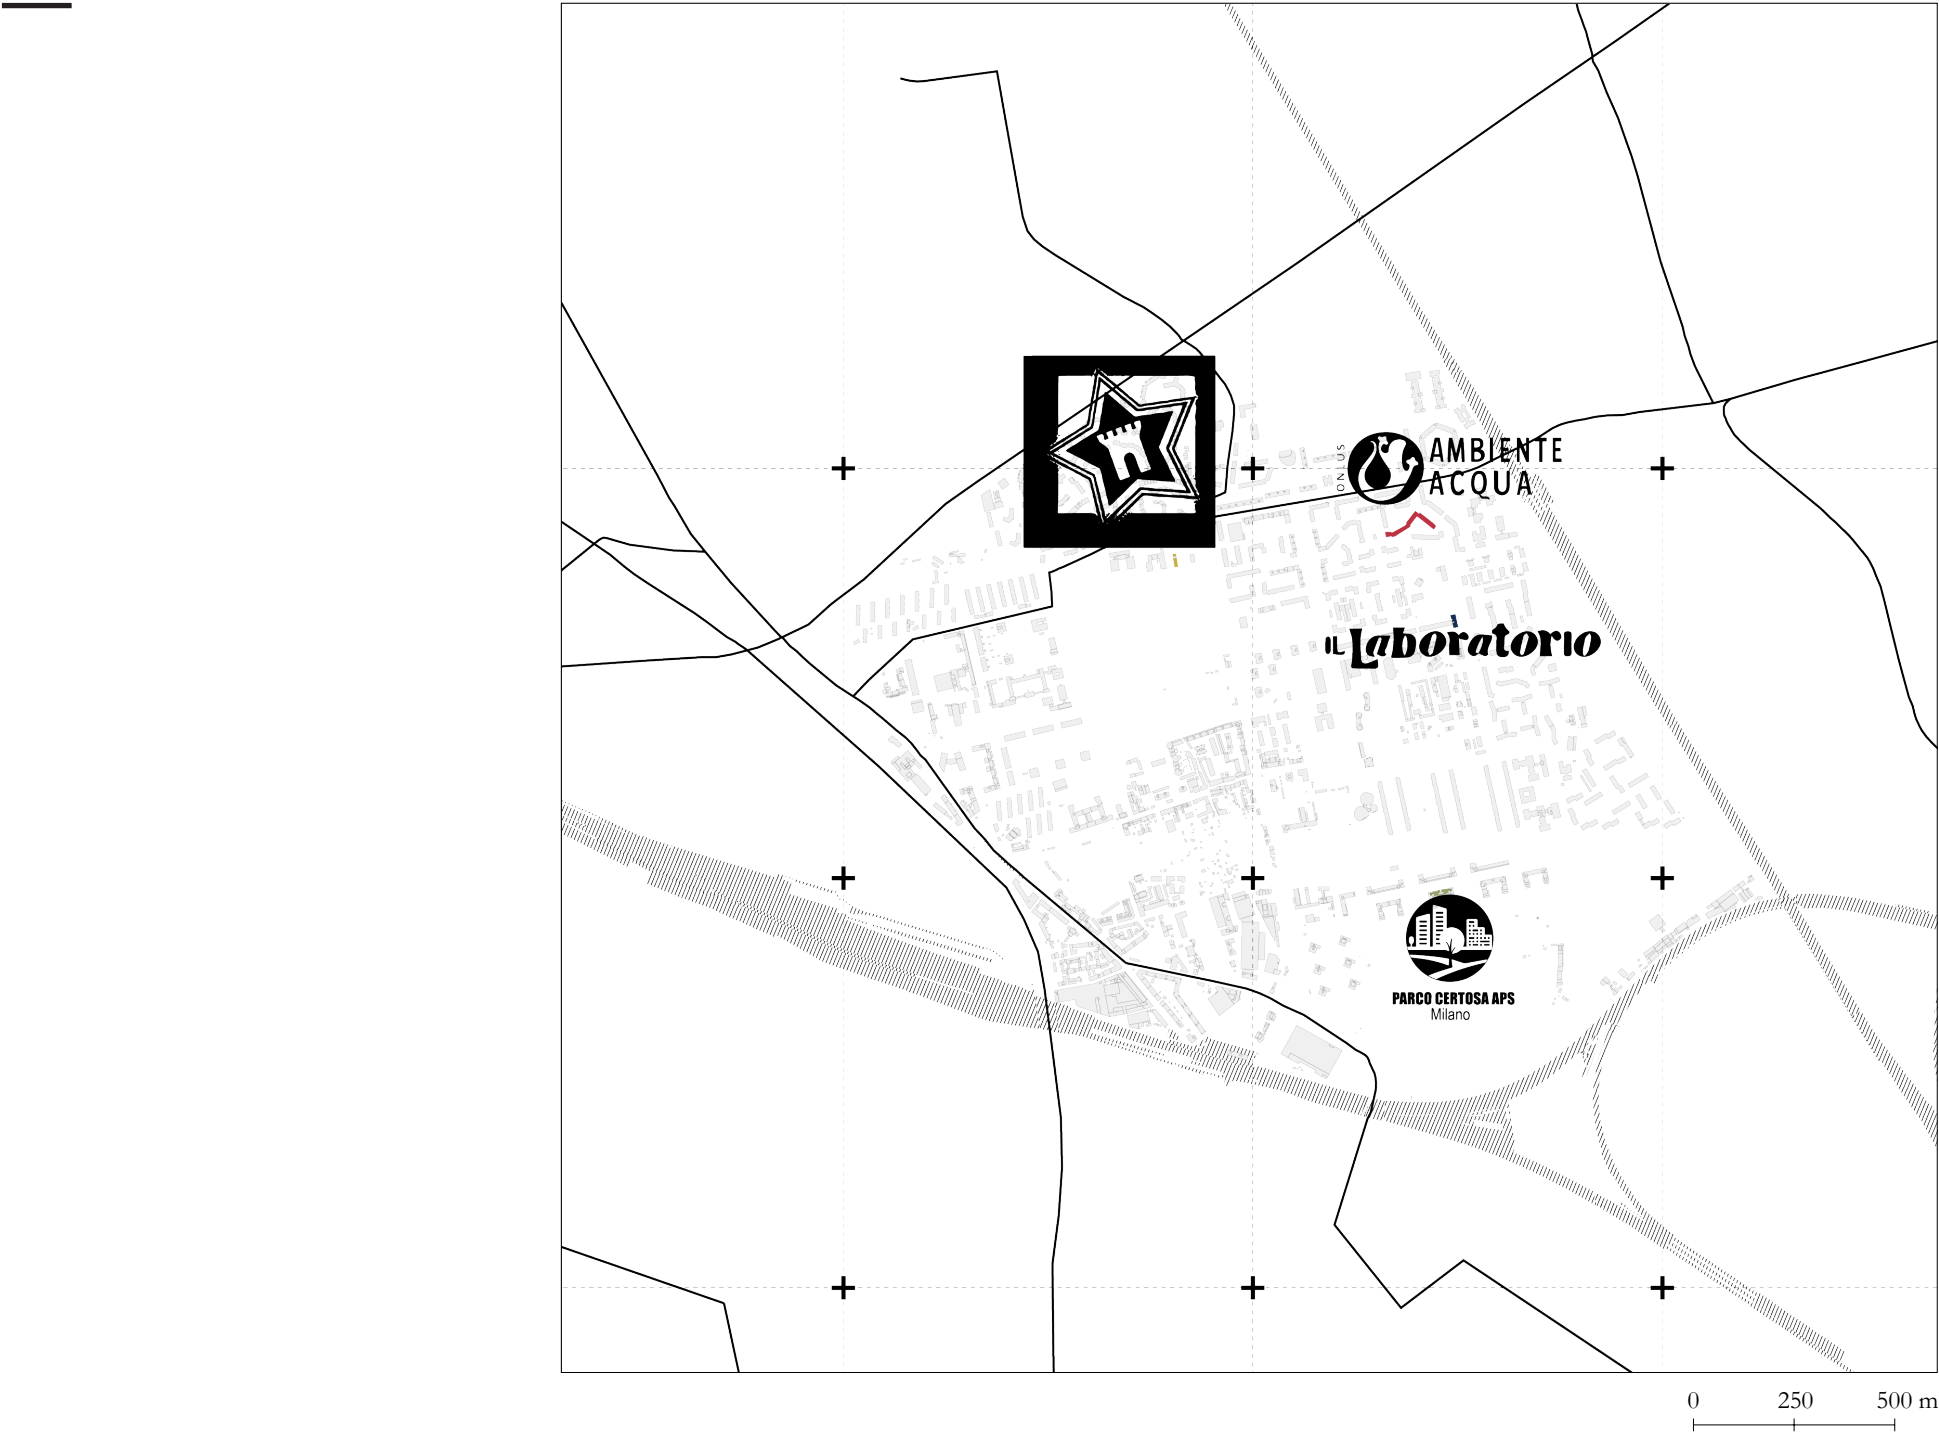 ONLUS
AMBIENTE
ACQUA
IL Laboratorio
PARCO CERTOSA APS
Milano
0 250 500 m